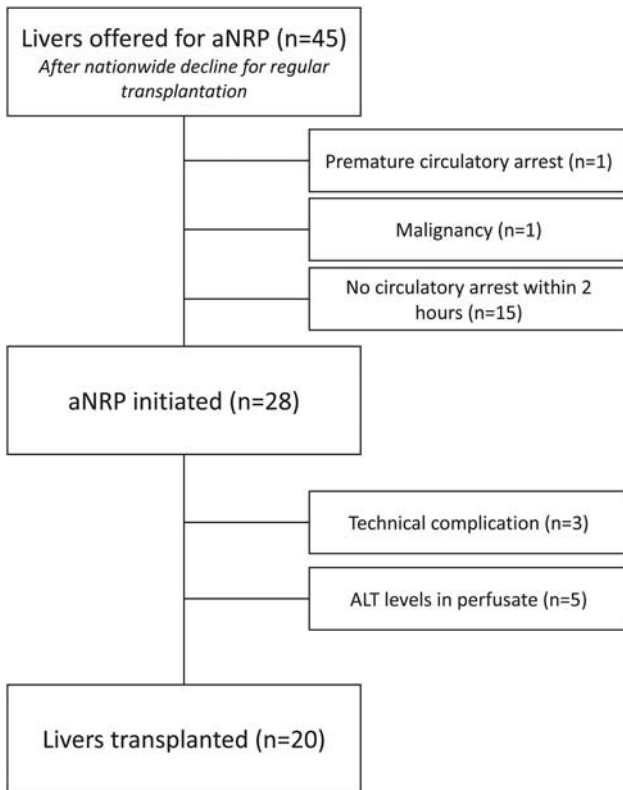 Livers offered for aNRP (n=45)
After nationwide decline for regular
transplantation
Premature circulatory arrest (n=1)
Malignancy (n=1)
No circulatory arrest within 2
hours (n=15)
aNRP initiated (n=28)
Technical complication (n=3)
ALT levels in perfusate (n=5)
Livers transplanted (n=20)